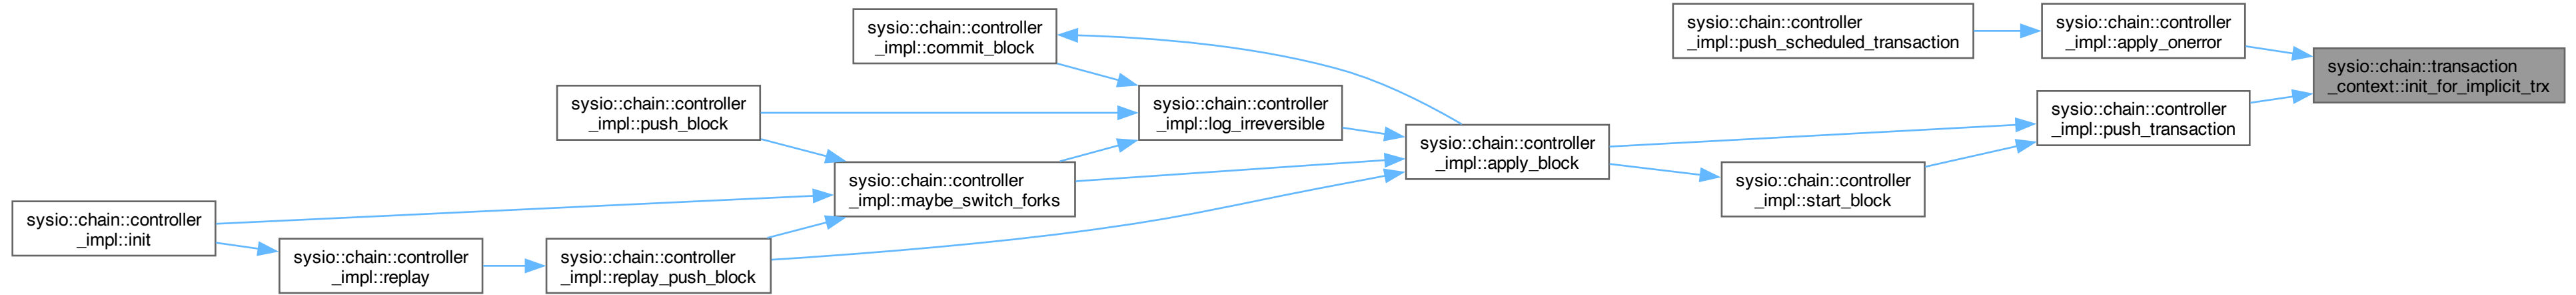 sysio::chain::controller
_impl::init
sysio::chain::controller
_impl::replay
sysio::chain::controller
_impl::push_block
sysio::chain::controller
_impl::replay_push_block
sysio::chain::controller
_impl::commit_block
sysio::chain::controller
_impl::maybe_switch_forks
sysio::chain::controller
_impl::log_irreversible
sysio::chain::controller
_impl::apply_block
sysio::chain::controller
_impl::push_scheduled_transaction
sysio::chain::controller
_impl::start_block
sysio::chain::controller
_impl::apply_onerror
sysio::chain::controller
_impl::push_transaction
sysio::chain::transaction
_context::init_for_implicit_trx